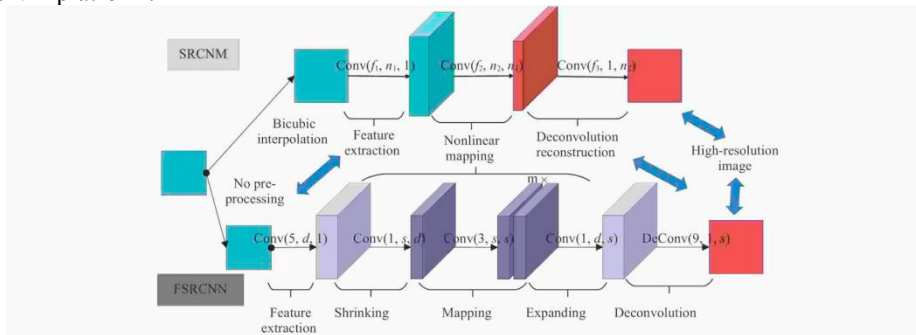 SRCNM
Conv(f1, n1, 1)
Conv(f2, n2, n1)
Conv(f3, 1, n2)
Bicubic
interpolation
Feature
extraction
Nonlinear
mapping
Deconvolution
reconstruction
High-resolution
image
No pre-
processing
m ×
Conv(5, d, 1)
Conv(1, s, d)
Conv(3, s, s)
Conv(1, d, s)
DeConv(9, 1, s)
FSRCNN
Feature
extraction
Shrinking
Mapping
Expanding
Deconvolution